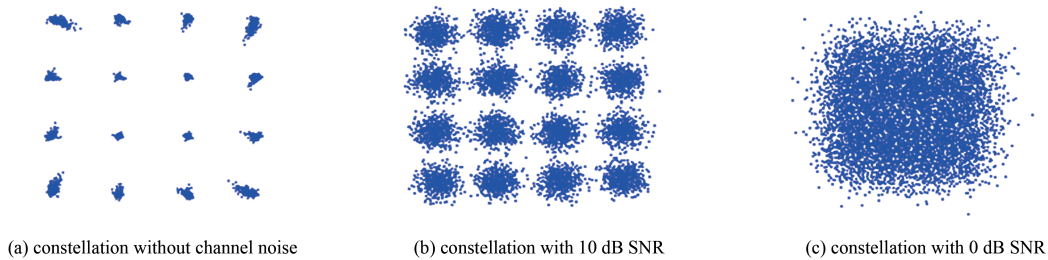 (a) constellation without channel noise
(b) constellation with 10 dB SNR
(c) constellation with 0 dB SNR